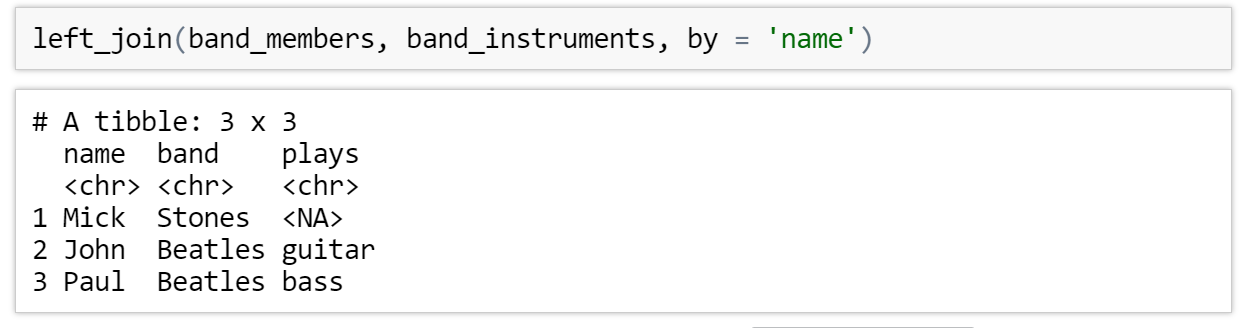 left_join(band_members, band_instruments, by = 'name')
# A tibble: 3 x 3
  name  band    plays
  <chr> <chr>   <chr>
1 Mick  Stones  <NA>
2 John  Beatles guitar
3 Paul  Beatles bass